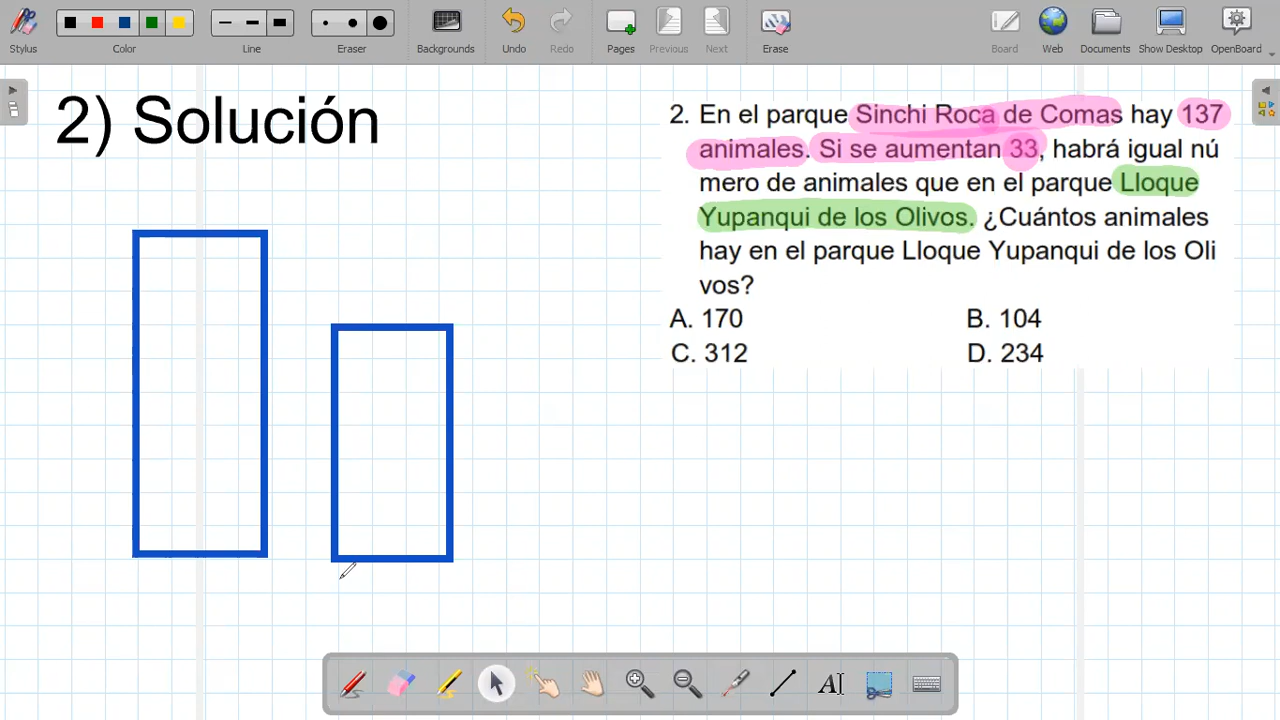 Stylus
Color
Line
Eraser
Backgrounds
Undo
Redo
Pages
Previous
Next
Erase
Board
Web
Documents
Show Desktop
OpenBoard
2) Solución
2. En el parque Sinchi Roca de Comas hay 137
animales. Si se aumentan 33, habrá igual nú
mero de animales que en el parque Lloque
Yupanqui de los Olivos. ¿Cuántos animales
hay en el parque Lloque Yupanqui de los Oli
vos?
A. 170 B. 104
C. 312 D. 234
AI